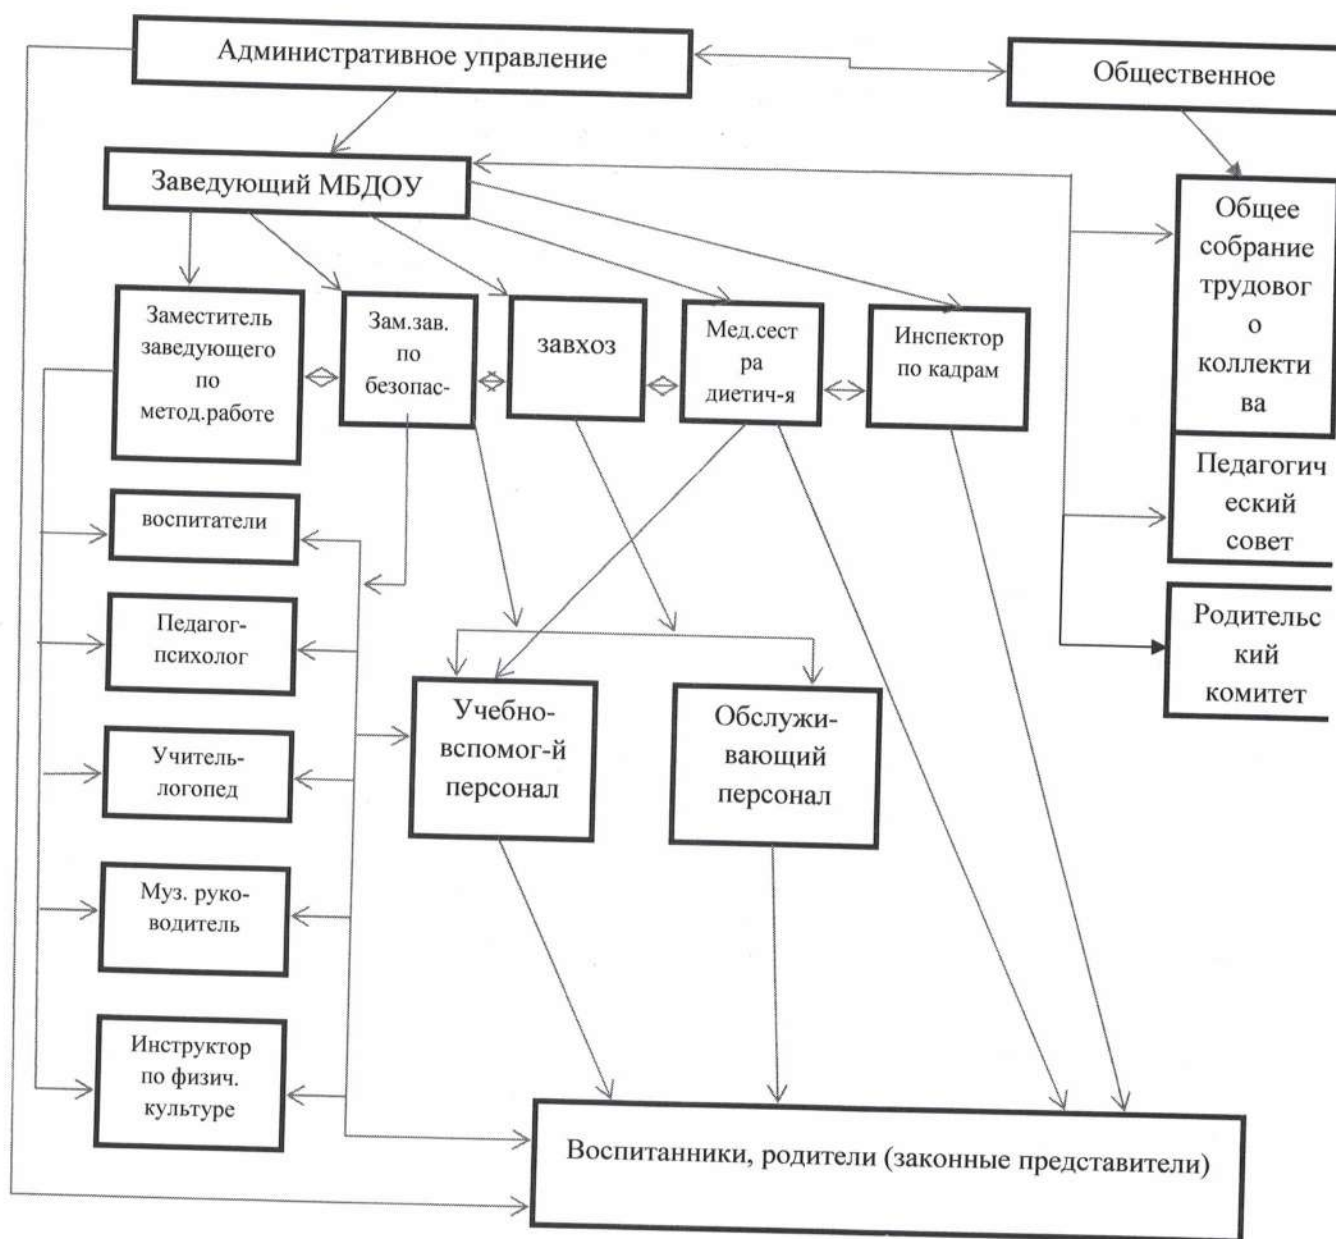 Административное управление
Общественное
Заведующий МБДОУ
Общее
собрание
трудовог
о
коллекти
ва
Заместитель
заведующего
по
метод.работе
Зам.зав.
по
безопас-
завхоз
Мед.сест
ра
диетич-я
Инспектор
по кадрам
Педагогич
еский
совет
воспитатели
Родительс
кий
комитет
Педагог-
психолог
Учебно-
вспомог-й
персонал
Обслужи-
вающий
персонал
Учитель-
логопед
Муз. руко-
водитель
Инструктор
по физич.
культуре
Воспитанники, родители (законные представители)